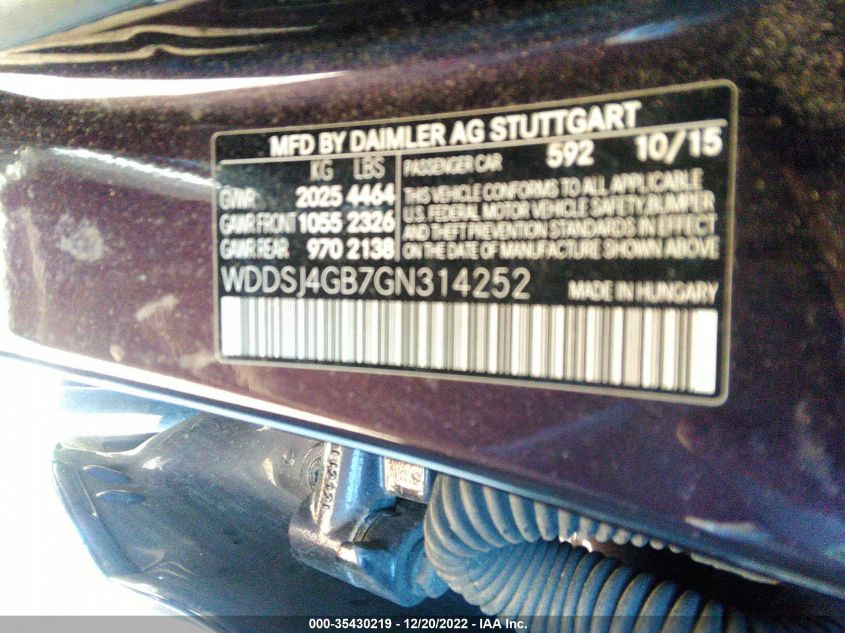 MFD BY DAIMLER AG STUTTGART
KG LBS PASSENGER CAR 592 10/15
GVWR 2025 4464 THIS VEHICLE CONFORMS TO ALL APPLICABLE
GAWR FRONT 1055 2326 U.S. FEDERAL MOTOR VEHICLE SAFETY, BUMPER
GAWR REAR 970 2138 AND THEFT PREVENTION STANDARDS IN EFFECT
ON THE DATE OF MANUFACTURE SHOWN ABOVE
WDDSJ4GB7GN314252 MADE IN HUNGARY
000-35430219 - 12/20/2022 - IAA Inc.